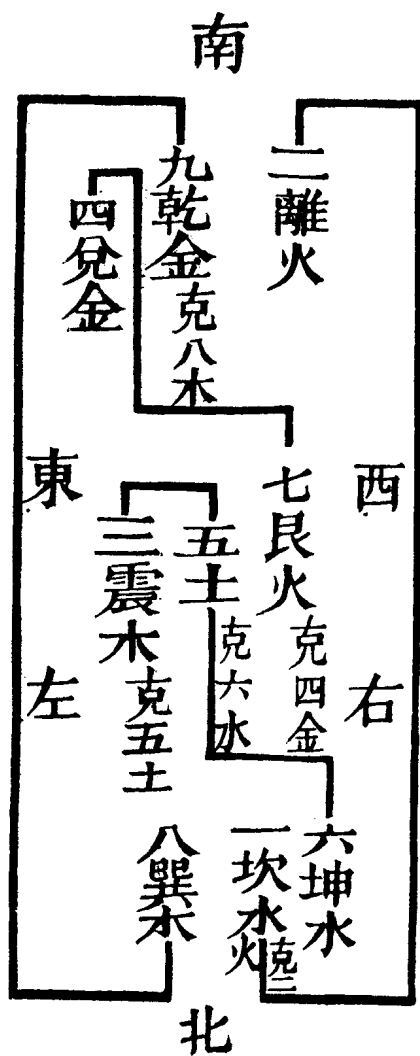 南
二離火
九乾金
克八木
四兌金
西
東
七艮火
克四金
五土
克六水
三震木
克五土
右
左
六坤水
一坎水
克二
火
八巽木
北